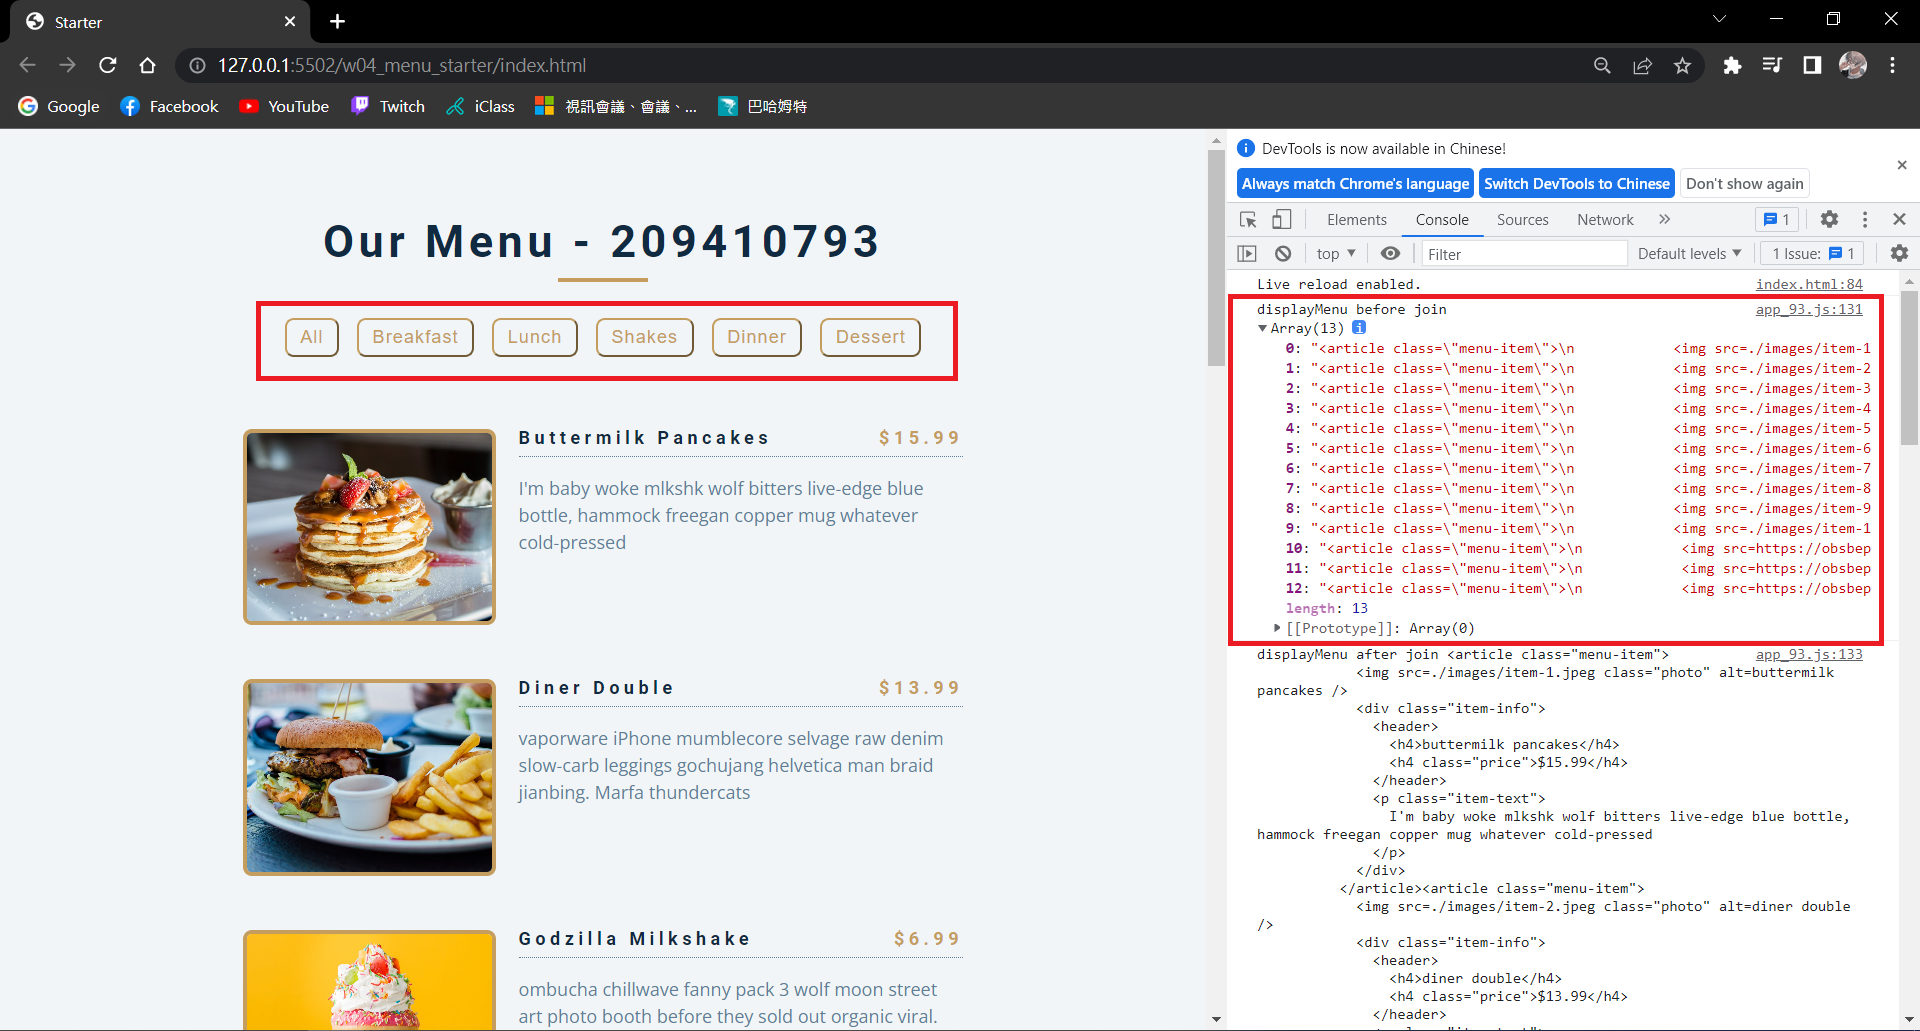 Starter
127.0.0.1:5502/w04_menu_starter/index.html
Google Facebook YouTube Twitch iClass 視訊會議、會議、... 巴哈姆特
Our Menu - 209410793
All Breakfast Lunch Shakes Dinner Dessert
Buttermilk Pancakes $15.99
I'm baby woke mlkshk wolf bitters live-edge blue
bottle, hammock freegan copper mug whatever
cold-pressed
Diner Double $13.99
vaporware iPhone mumblecore selvage raw denim
slow-carb leggings gochujang helvetica man braid
jianbing. Marfa thundercats
Godzilla Milkshake $6.99
ombucha chillwave fanny pack 3 wolf moon street
art photo booth before they sold out organic viral.
DevTools is now available in Chinese!
Always match Chrome's language Switch DevTools to Chinese Don't show again
Elements Console Sources Network 1
top Filter Default levels 1 Issue: 1
Live reload enabled. index.html:84
displayMenu before join app_93.js:131
Array(13)
0: "<article class=\"menu-item\">\n <img src=./images/item-1
1: "<article class=\"menu-item\">\n <img src=./images/item-2
2: "<article class=\"menu-item\">\n <img src=./images/item-3
3: "<article class=\"menu-item\">\n <img src=./images/item-4
4: "<article class=\"menu-item\">\n <img src=./images/item-5
5: "<article class=\"menu-item\">\n <img src=./images/item-6
6: "<article class=\"menu-item\">\n <img src=./images/item-7
7: "<article class=\"menu-item\">\n <img src=./images/item-8
8: "<article class=\"menu-item\">\n <img src=./images/item-9
9: "<article class=\"menu-item\">\n <img src=./images/item-1
10: "<article class=\"menu-item\">\n <img src=https://obsbep
11: "<article class=\"menu-item\">\n <img src=https://obsbep
12: "<article class=\"menu-item\">\n <img src=https://obsbep
length: 13
[[Prototype]]: Array(0)
displayMenu after join <article class="menu-item"> app_93.js:133
<img src=./images/item-1.jpeg class="photo" alt=buttermilk
pancakes />
<div class="item-info">
<header>
<h4>buttermilk pancakes</h4>
<h4 class="price">$15.99</h4>
</header>
<p class="item-text">
I'm baby woke mlkshk wolf bitters live-edge blue bottle,
hammock freegan copper mug whatever cold-pressed
</p>
</div>
</article><article class="menu-item">
<img src=./images/item-2.jpeg class="photo" alt=diner double
/>
<div class="item-info">
<header>
<h4>diner double</h4>
<h4 class="price">$13.99</h4>
</header>